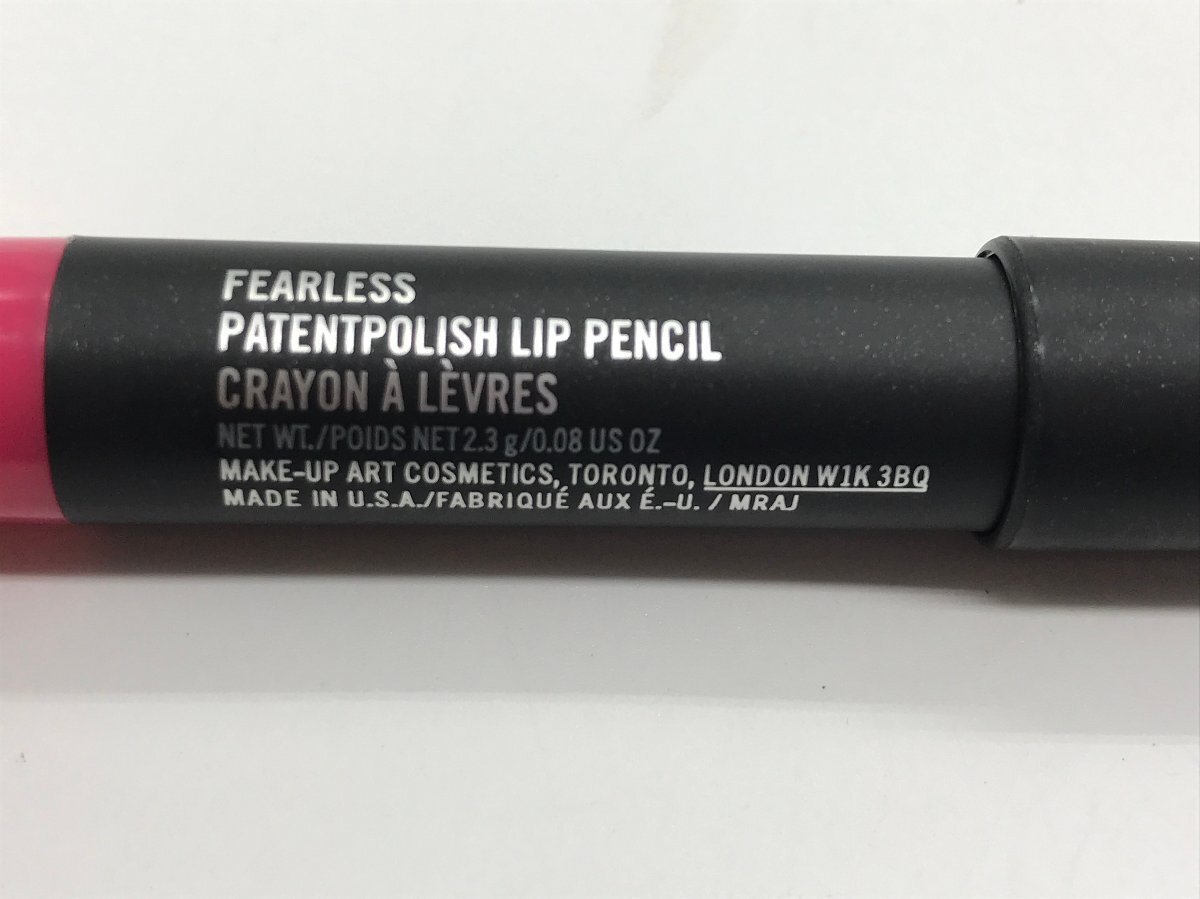 FEARLESS
PATENTPOLISH LIP PENCIL
CRAYON À LÈVRES
NET WT./POIDS NET 2.3 g/0.08 US OZ
MAKE-UP ART COSMETICS, TORONTO, LONDON W1K 3BQ
MADE IN U.S.A./FABRIQUÉ AUX É.-U. / MRAJ